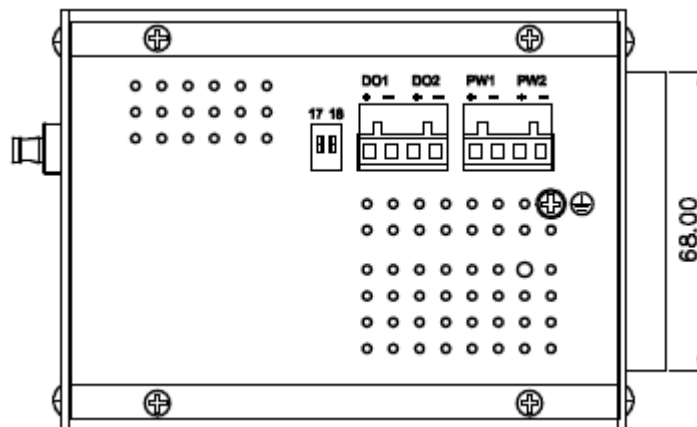 DO1 DO2 PW1 PW2
+ − + − + − + −
17 18
68.00